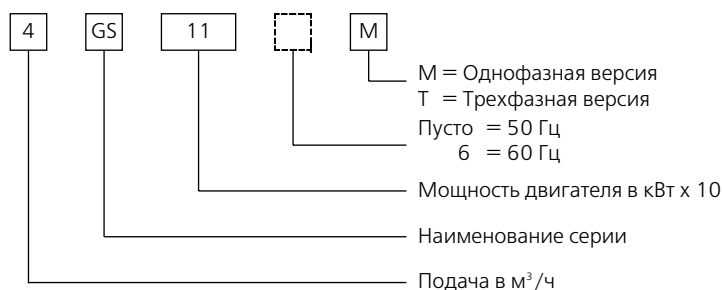 4 GS 11 M
М = Однофазная версия
Т = Трехфазная версия
Пусто = 50 Гц
6 = 60 Гц
Мощность двигателя в кВт x 10
Наименование серии
Подача в м³/ч